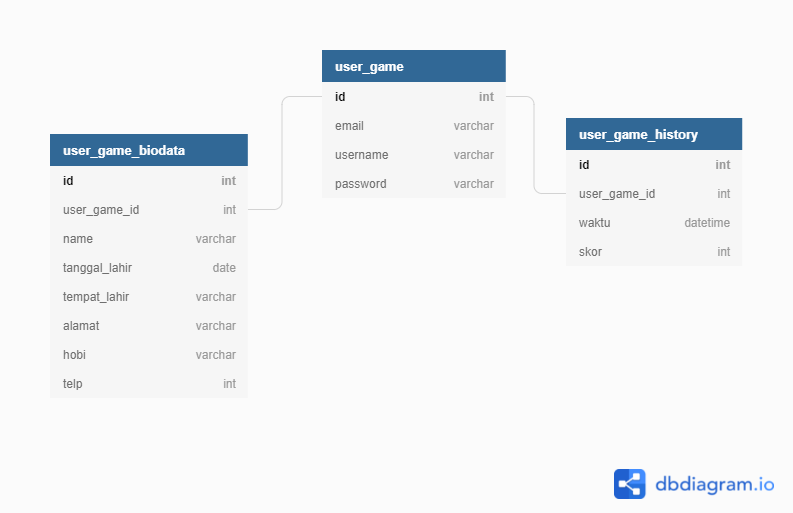 user_game
id int
email varchar
username varchar
password varchar
user_game_biodata
id int
user_game_id int
name varchar
tanggal_lahir date
tempat_lahir varchar
alamat varchar
hobi varchar
telp int
user_game_history
id int
user_game_id int
waktu datetime
skor int
dbdiagram.io